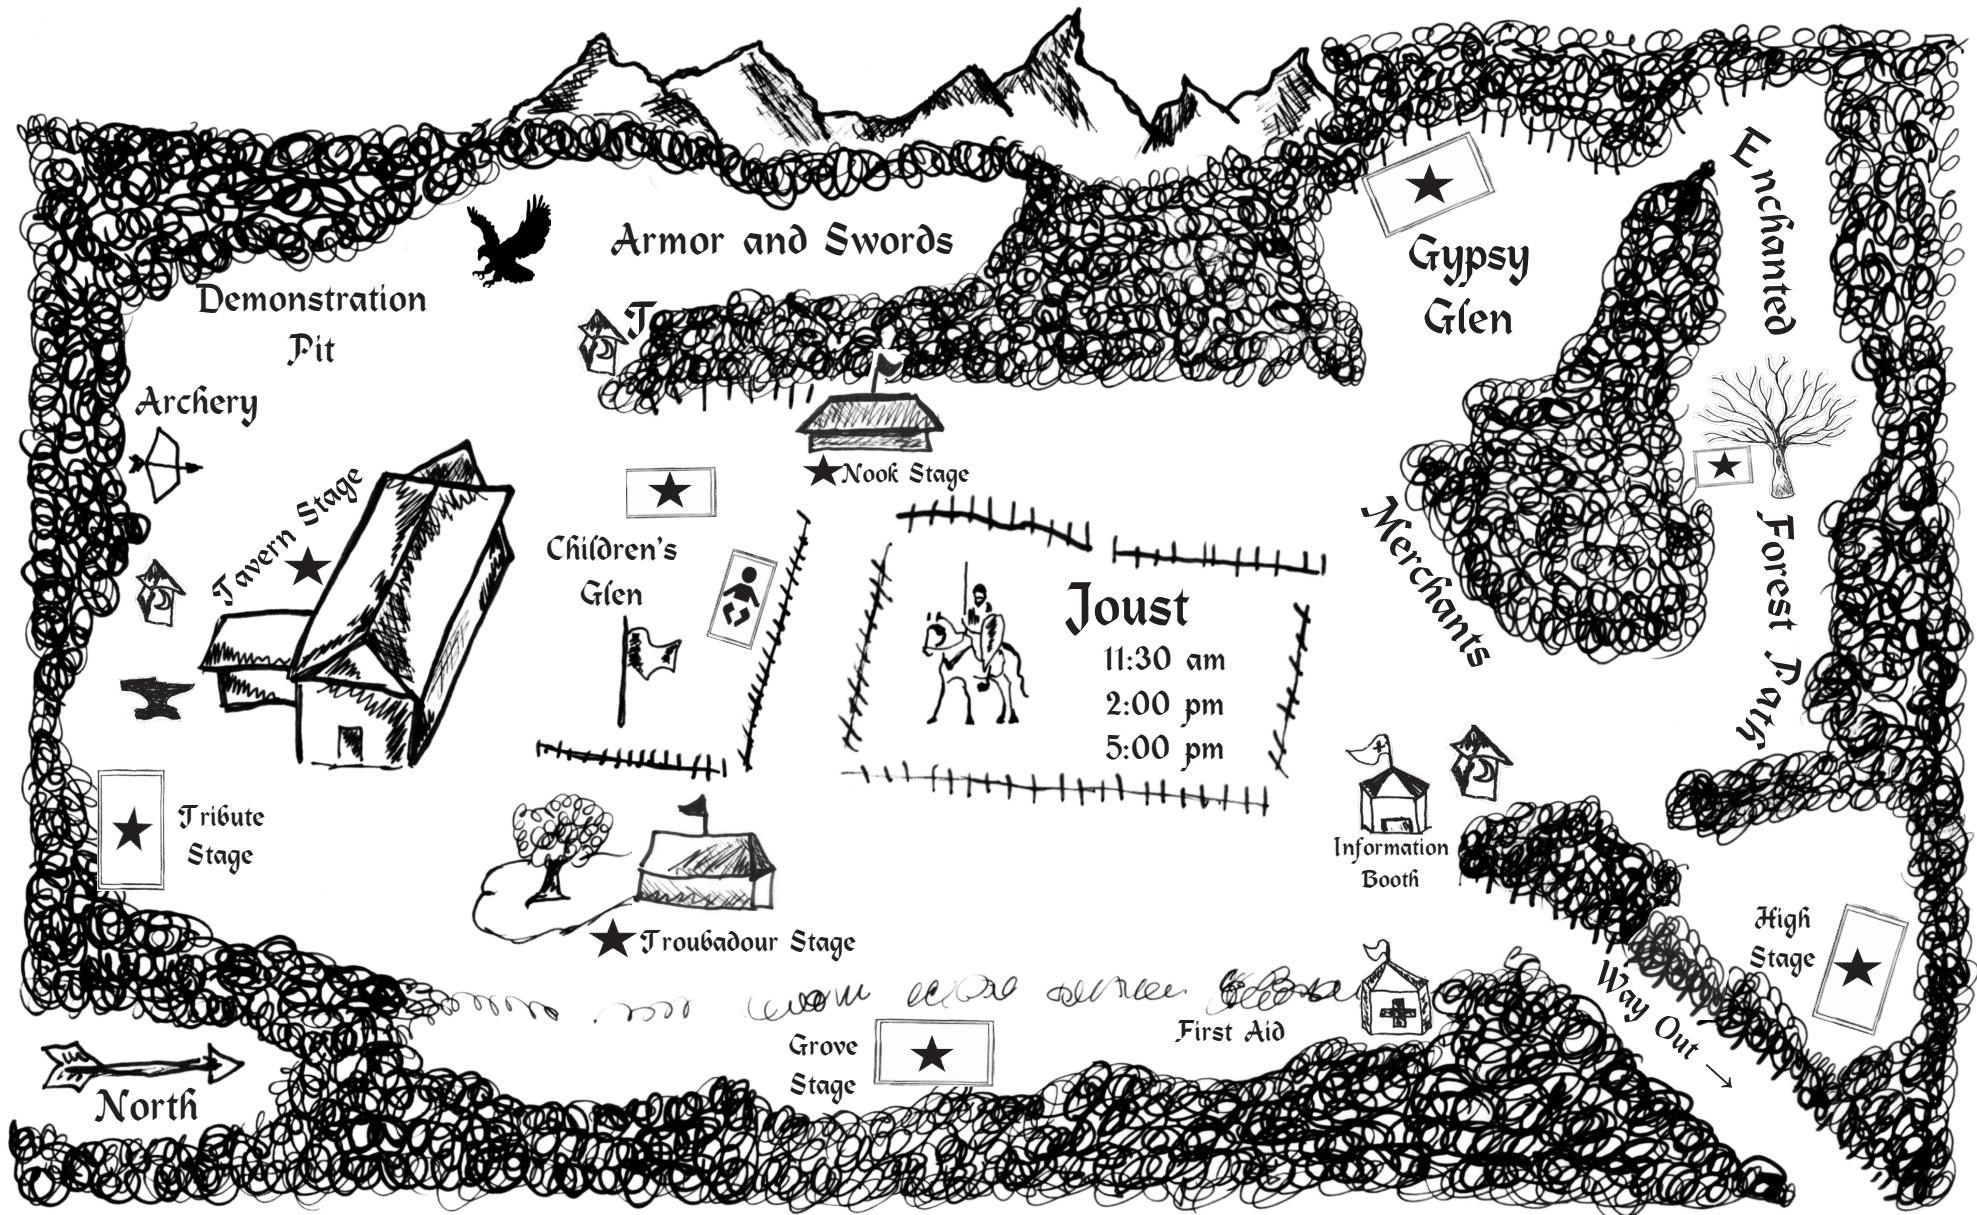 Armor and Swords
Demonstration
Pit
Archery
T
Gypsy
Glen
Enchanted
Forest Path
Tavern Stage
Nook Stage
Children's
Glen
Merchants
Joust
11:30 am
2:00 pm
5:00 pm
Tribute
Stage
Troubadour Stage
Information
Booth
High
Stage
Way Out →
First Aid
Grove
Stage
North